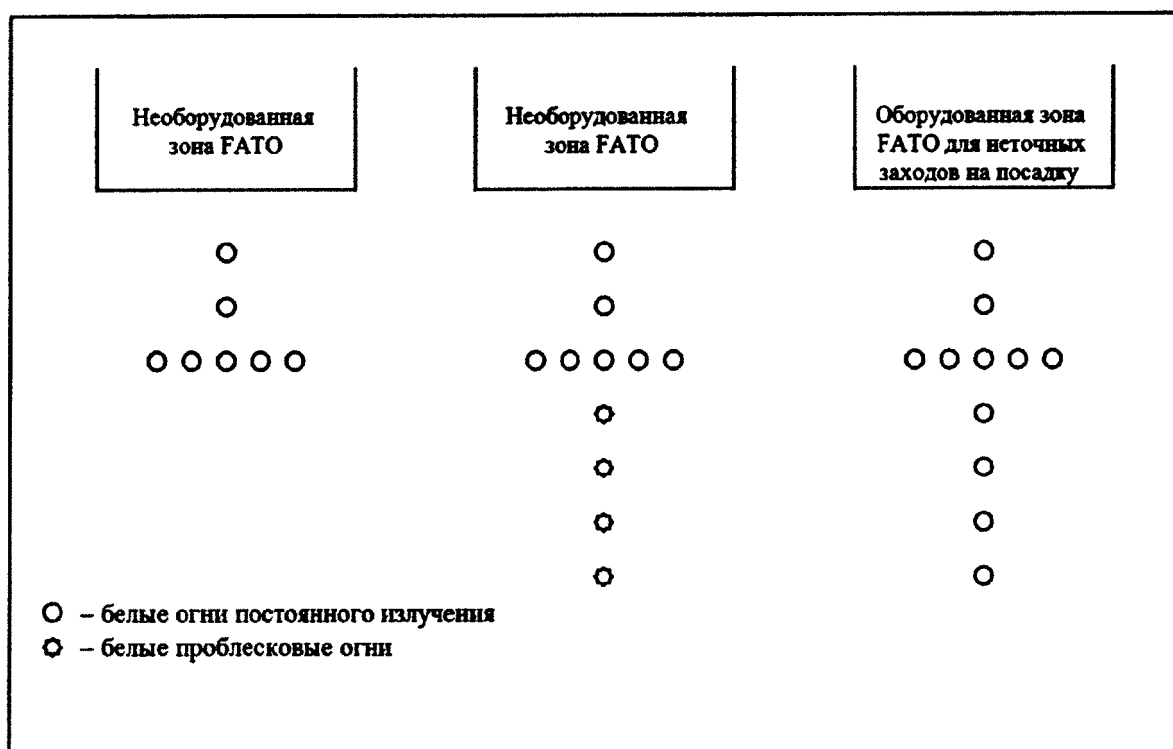 Необорудованная
зона FATO
Необорудованная
зона FATO
Оборудованная зона
FATO для неточных
заходов на посадку
– белые огни постоянного излучения
– белые проблесковые огни